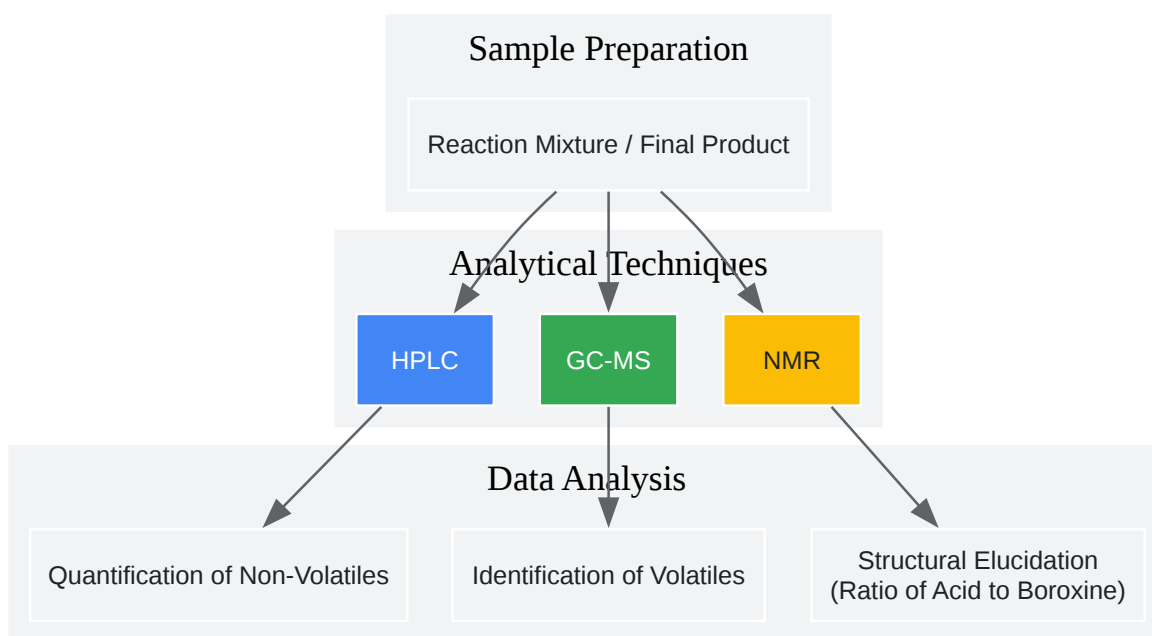 Sample Preparation
Reaction Mixture / Final Product
Analytical Techniques
HPLC
GC-MS
NMR
Data Analysis
Quantification of Non-Volatiles
Identification of Volatiles
Structural Elucidation
(Ratio of Acid to Boroxine)